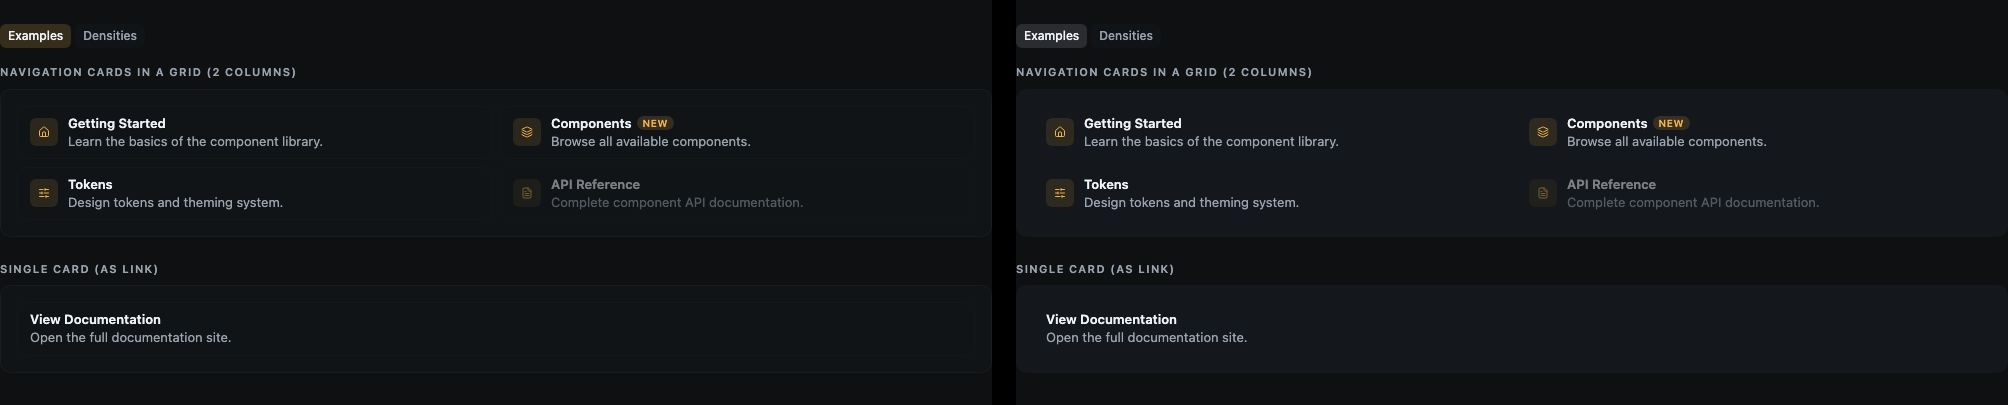 Examples Densities
NAVIGATION CARDS IN A GRID (2 COLUMNS)
Getting Started
Learn the basics of the component library.
Components NEW
Browse all available components.
Tokens
Design tokens and theming system.
API Reference
Complete component API documentation.
SINGLE CARD (AS LINK)
View Documentation
Open the full documentation site.
Examples Densities
NAVIGATION CARDS IN A GRID (2 COLUMNS)
Getting Started
Learn the basics of the component library.
Components NEW
Browse all available components.
Tokens
Design tokens and theming system.
API Reference
Complete component API documentation.
SINGLE CARD (AS LINK)
View Documentation
Open the full documentation site.